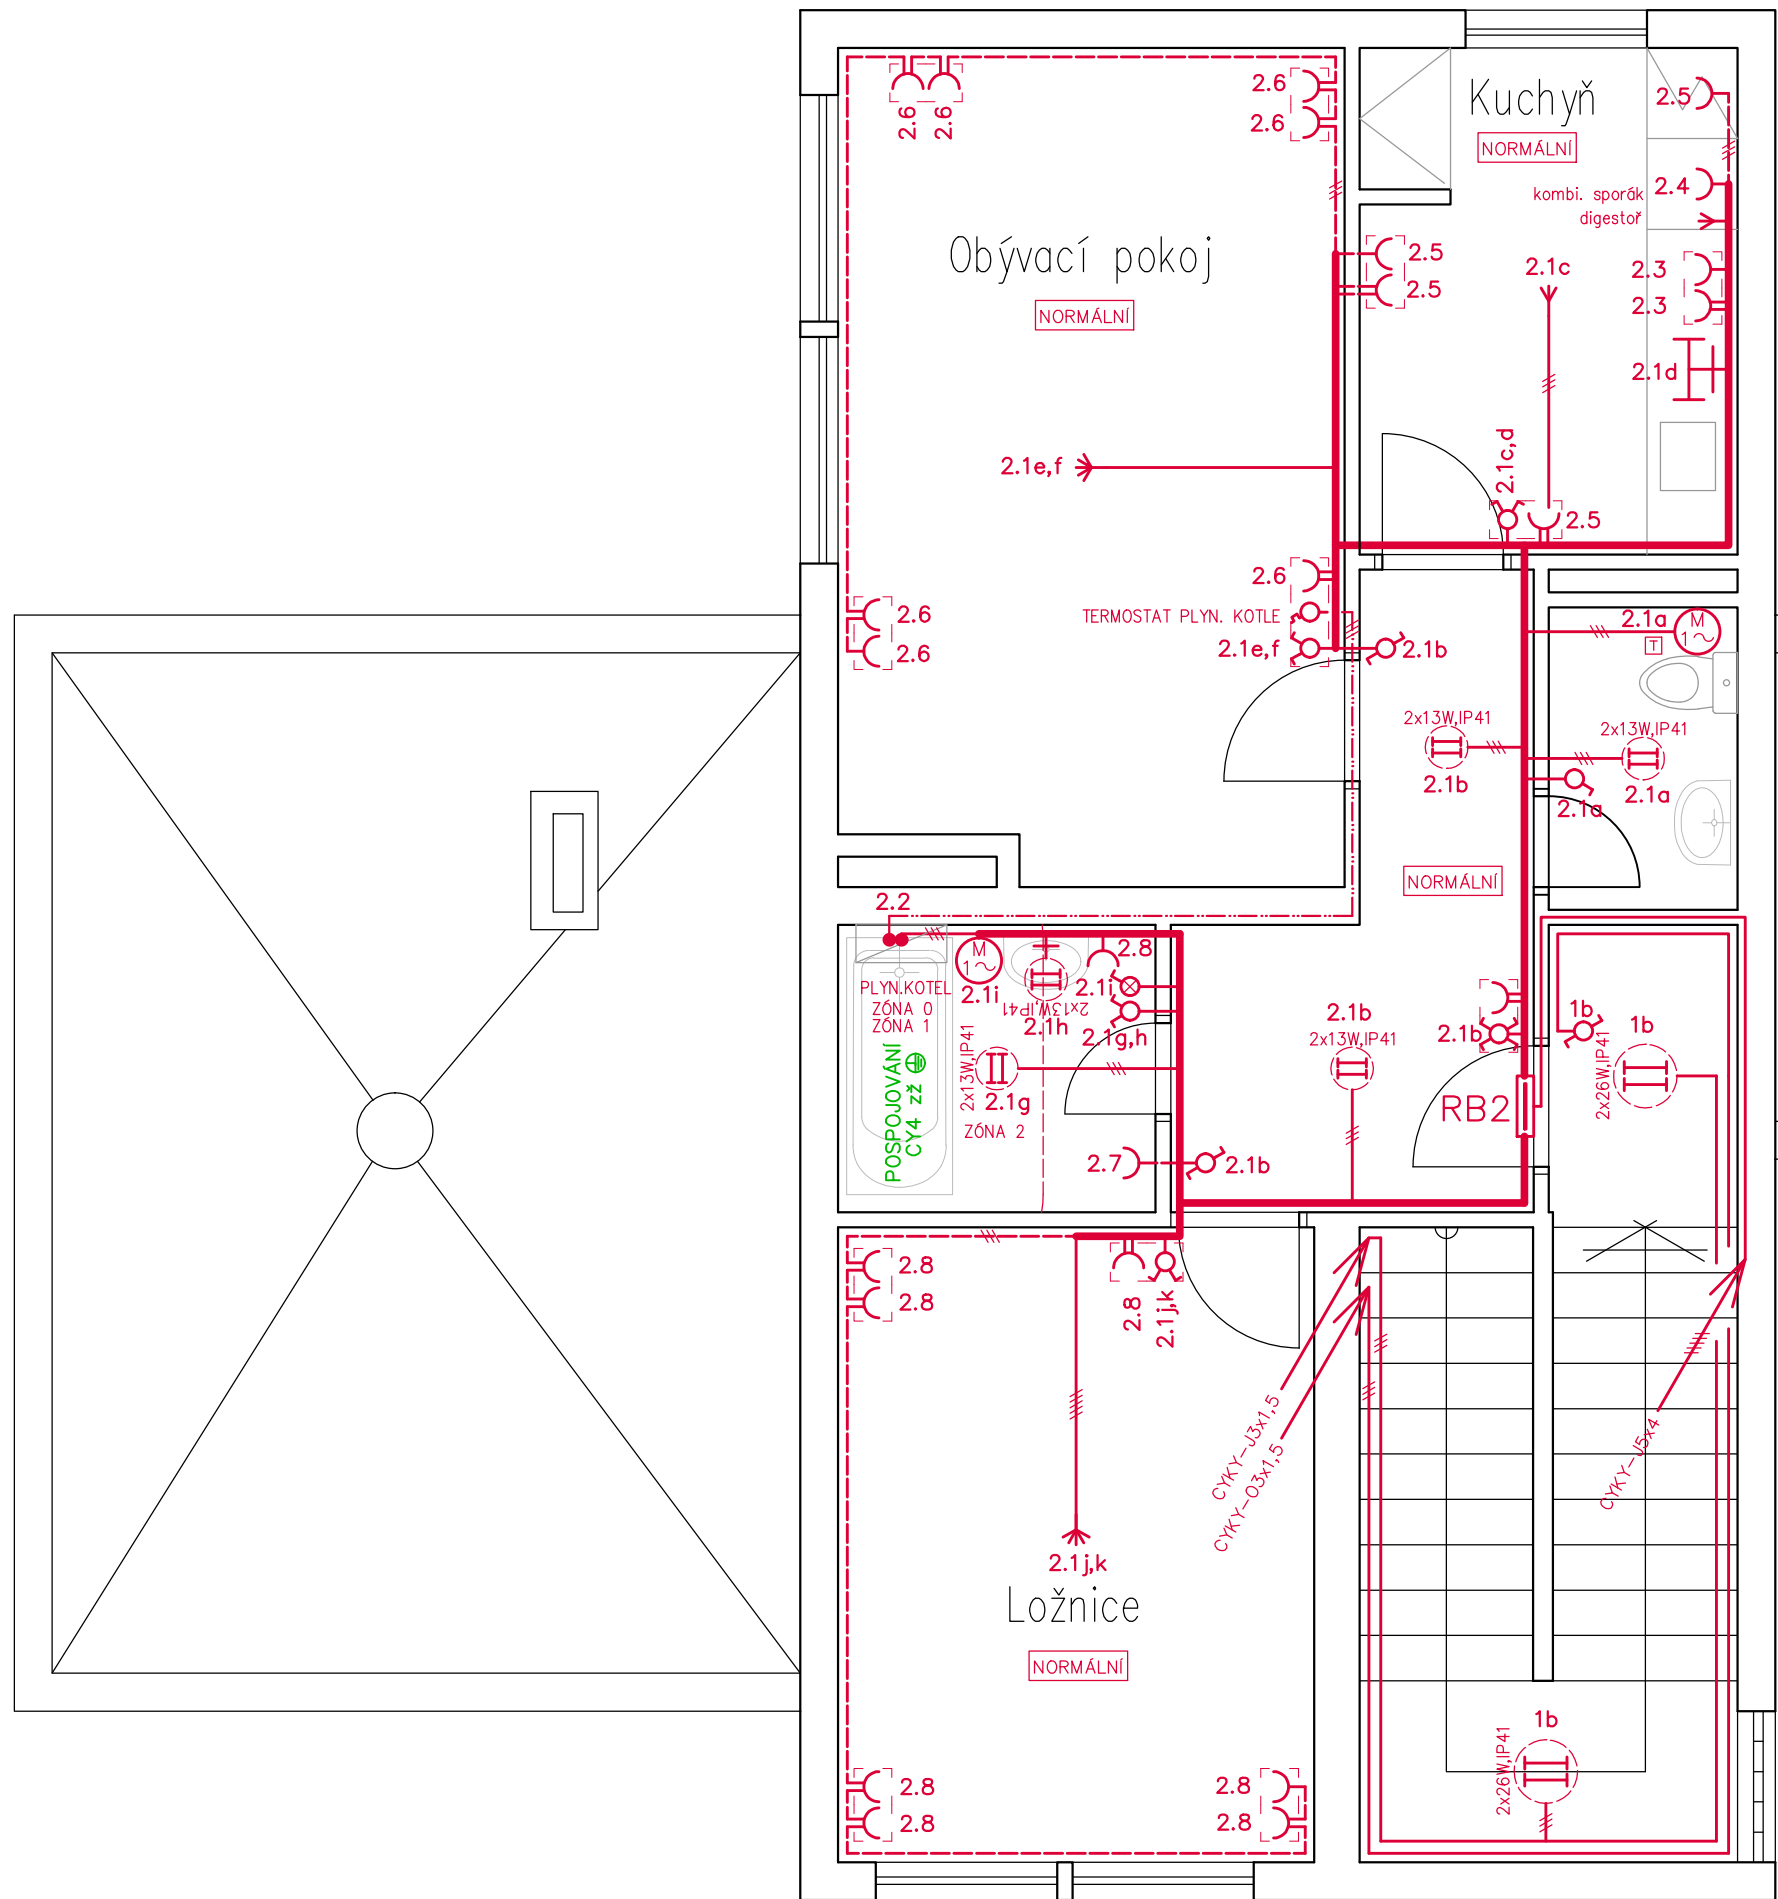 2.6
2.6
2.6
2.6
Kuchyň
NORMÁLNÍ
2.5
2.4
kombi. sporák
digestoř
Obývací pokoj
NORMÁLNÍ
2.5
2.5
2.1c
2.3
2.3
2.1d
2.1c,d
2.5
2.1e,f
2.6
TERMOSTAT PLYN. KOTLE
2.1e,f
2.1b
2.6
2.6
2.1a
M
1~
T
2x13W,IP41
2.1b
2x13W,IP41
2.1a
2.1a
NORMÁLNÍ
2.2
M
1~
2.1i
PLYN.KOTEL
ZÓNA 0
ZÓNA 1
2x13W,IP41
2.1h
2.8
2.1i
2.1g,h
POSPOJOVÁNÍ
CY4 zž
2x13W,IP41
2.1g
ZÓNA 2
2.7
2.1b
2.1b
2x13W,IP41
2.1b
RB2
1b
1b
2x26W,IP41
2.8
2.8
2.8
2.1j,k
CYKY-J3x1,5
CYKY-O3x1,5
CYKY-J5x4
2.1j,k
Ložnice
NORMÁLNÍ
2.8
2.8
2.8
2.8
1b
2x26W,IP41